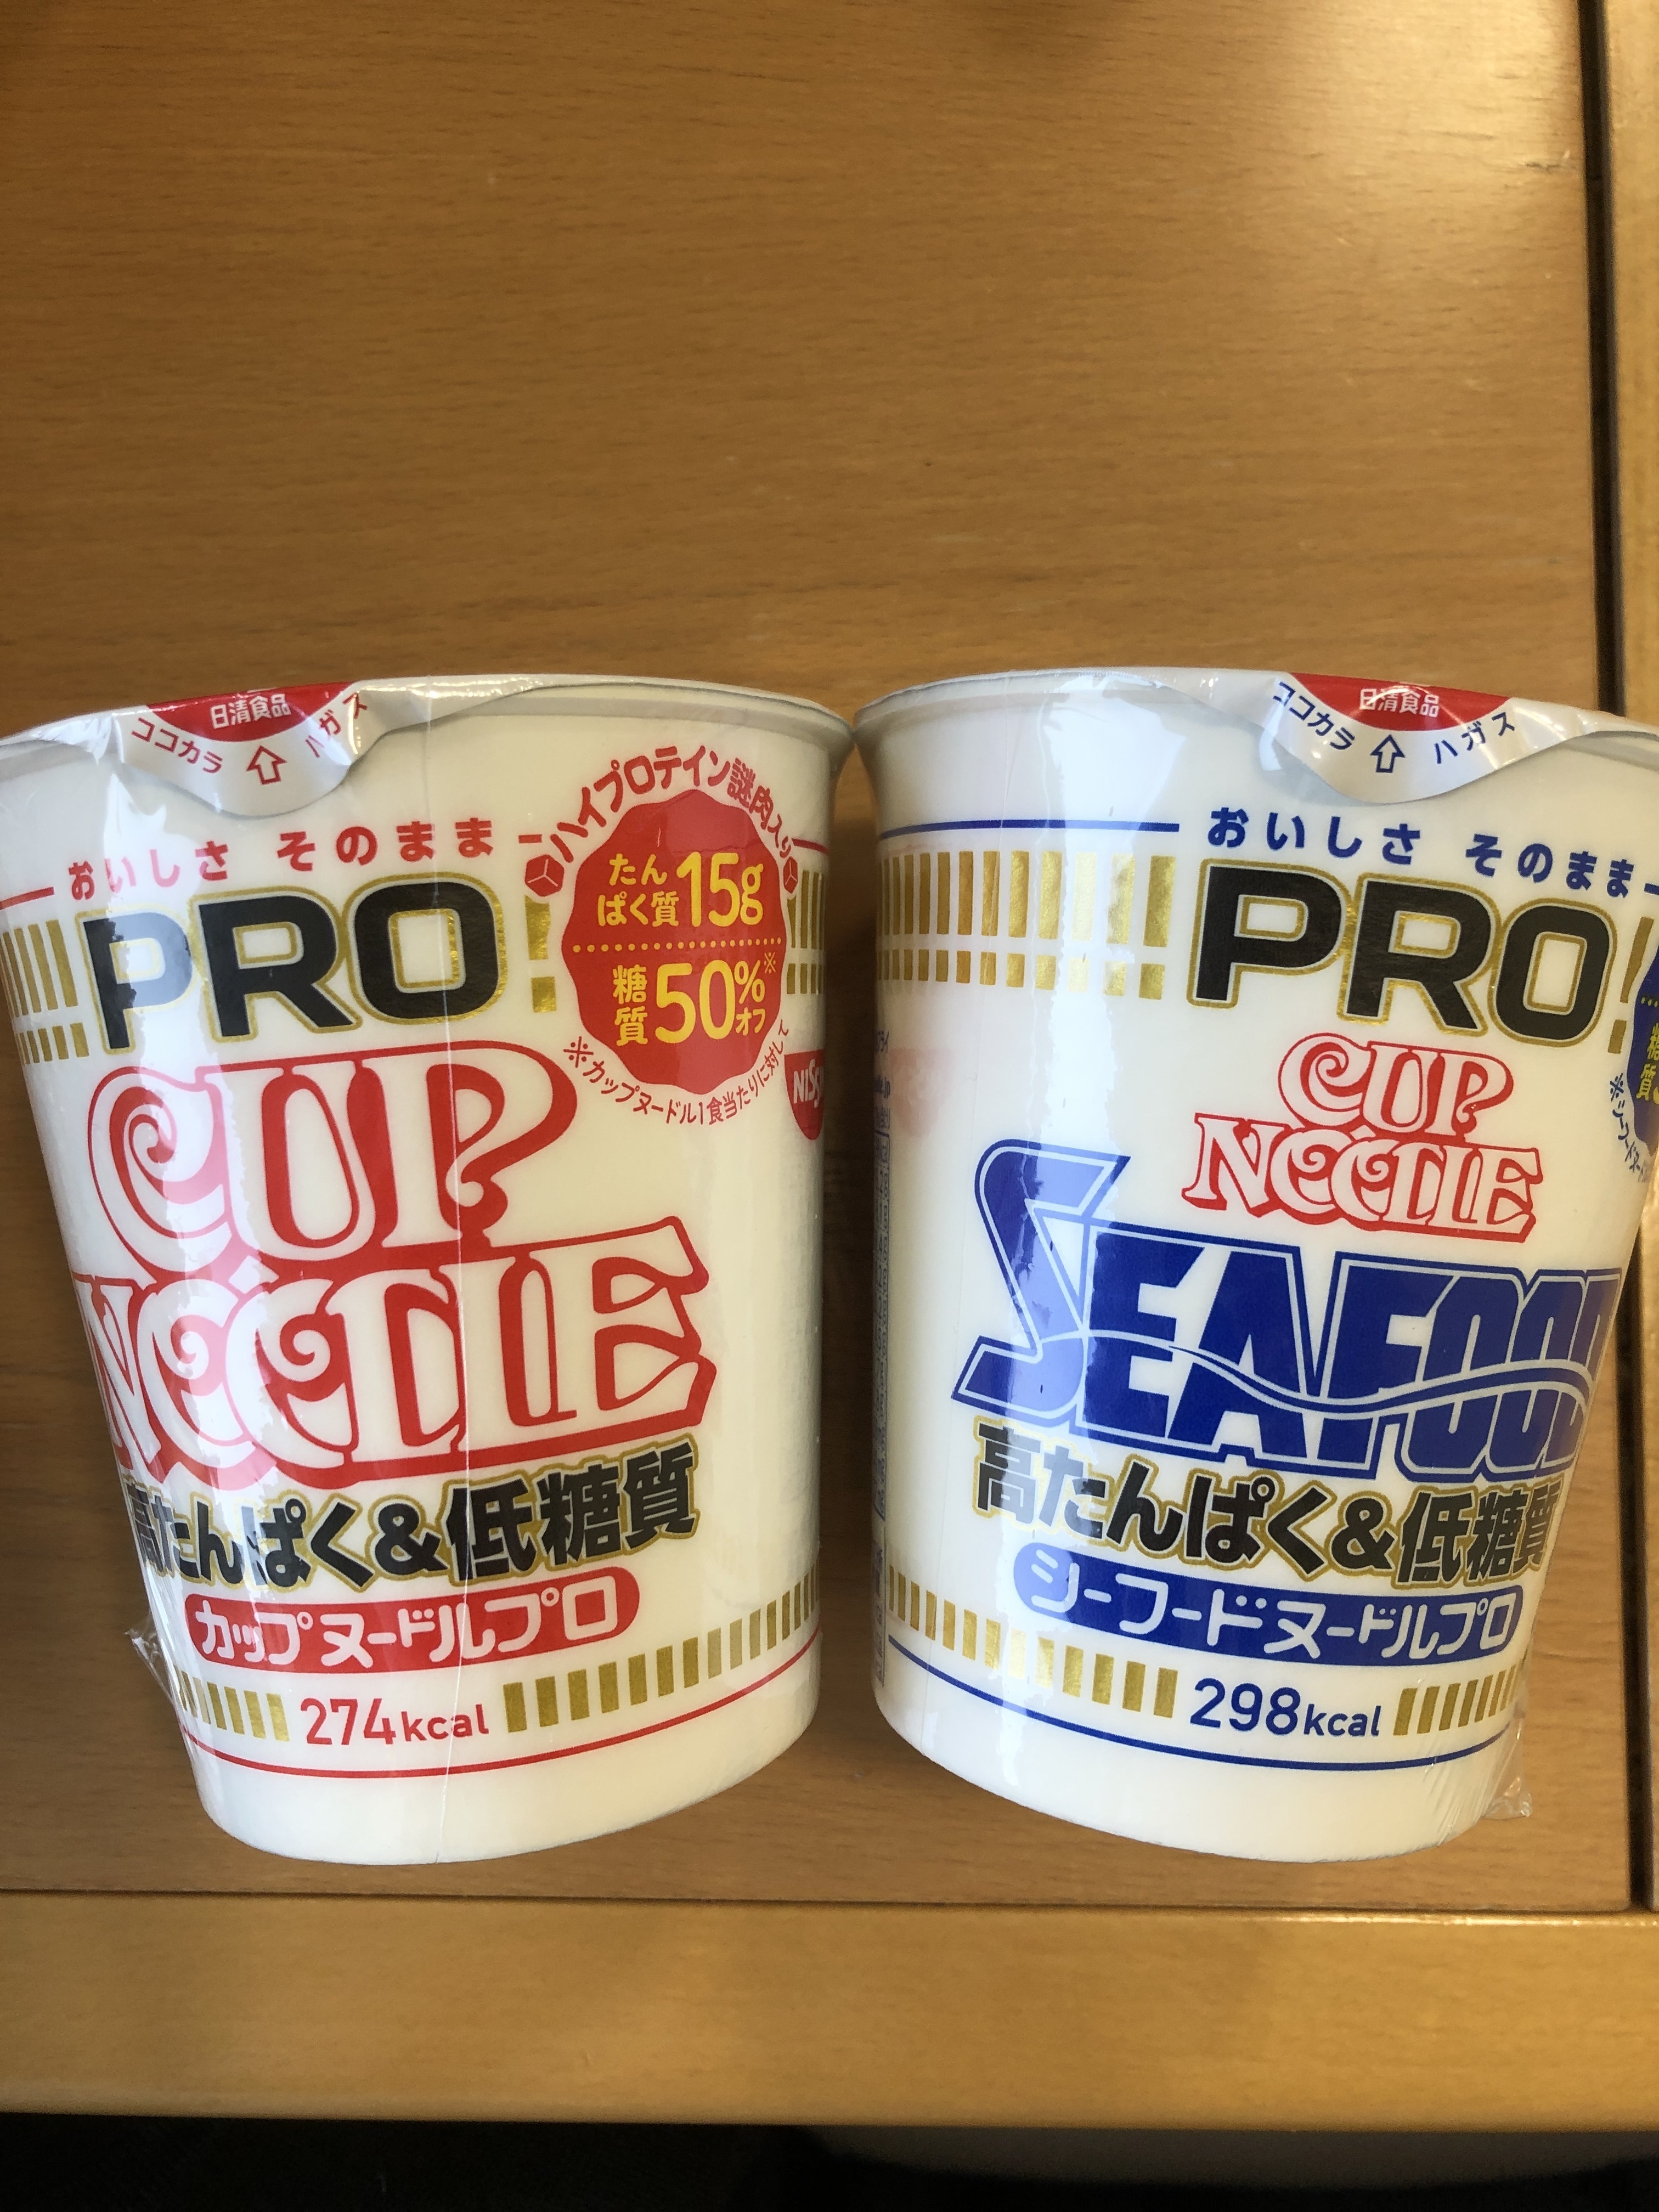 日清食品
ココカラ ハガス
おいしさ そのまま
PRO
ハイプロテイン謎肉入り
たんぱく質15g
糖質50%※オフ
※カップヌードル1食当たりに対して
CUP
NOODLE
高たんぱく&低糖質
カップヌードルプロ
274kcal
日清食品
ココカラ ハガス
おいしさ そのまま
PRO
CUP
NOODLE
SEAFOOD
高たんぱく&低糖質
シーフードヌードルプロ
298kcal